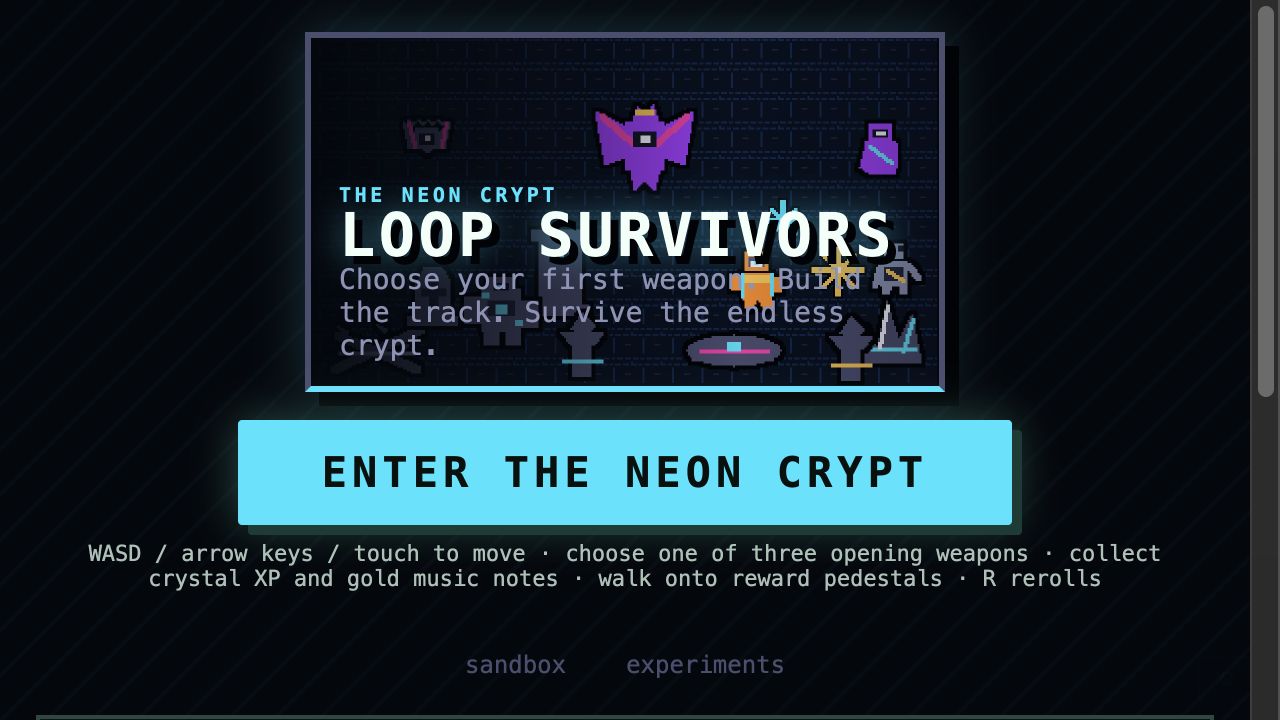 THE NEON CRYPT
LOOP SURVIVORS
Choose your first weapon. Build
the track. Survive the endless
crypt.
ENTER THE NEON CRYPT
WASD / arrow keys / touch to move · choose one of three opening weapons · collect
crystal XP and gold music notes · walk onto reward pedestals · R rerolls
sandbox experiments